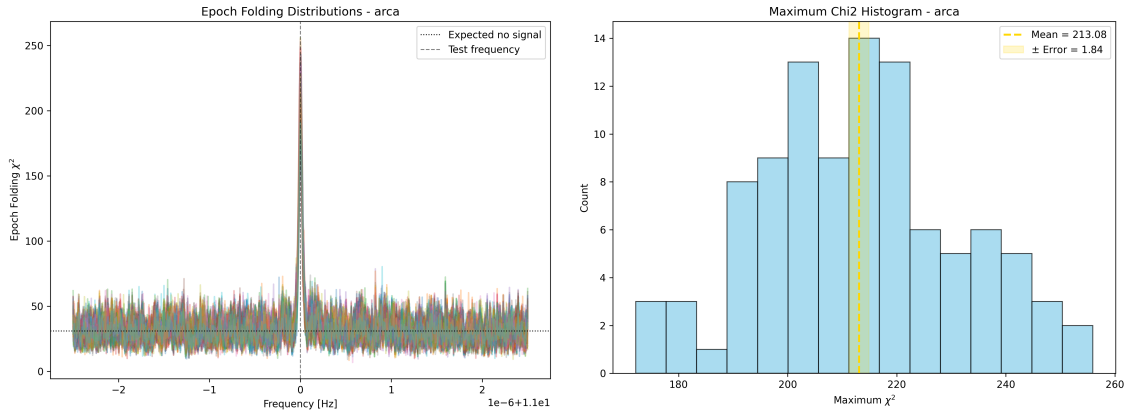 Epoch Folding Distributions - arca
Expected no signal
Test frequency
Epoch Folding χ²
250
200
150
100
50
0
−2
−1
0
1
2
1e-6+1.1e1
Frequency [Hz]
Maximum Chi2 Histogram - arca
Mean = 213.08
± Error = 1.84
Count
14
12
10
8
6
4
2
0
180
200
220
240
260
Maximum χ²